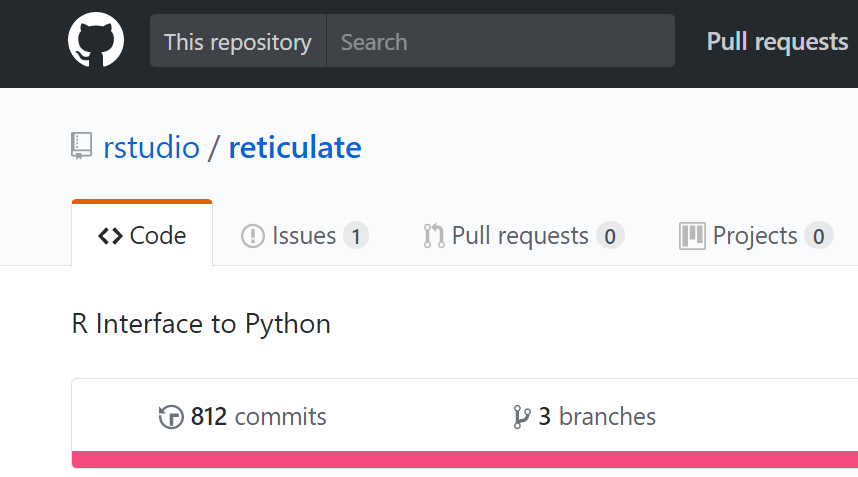 This repository Search Pull requests
rstudio / reticulate
Code Issues 1 Pull requests 0 Projects 0
R Interface to Python
812 commits 3 branches